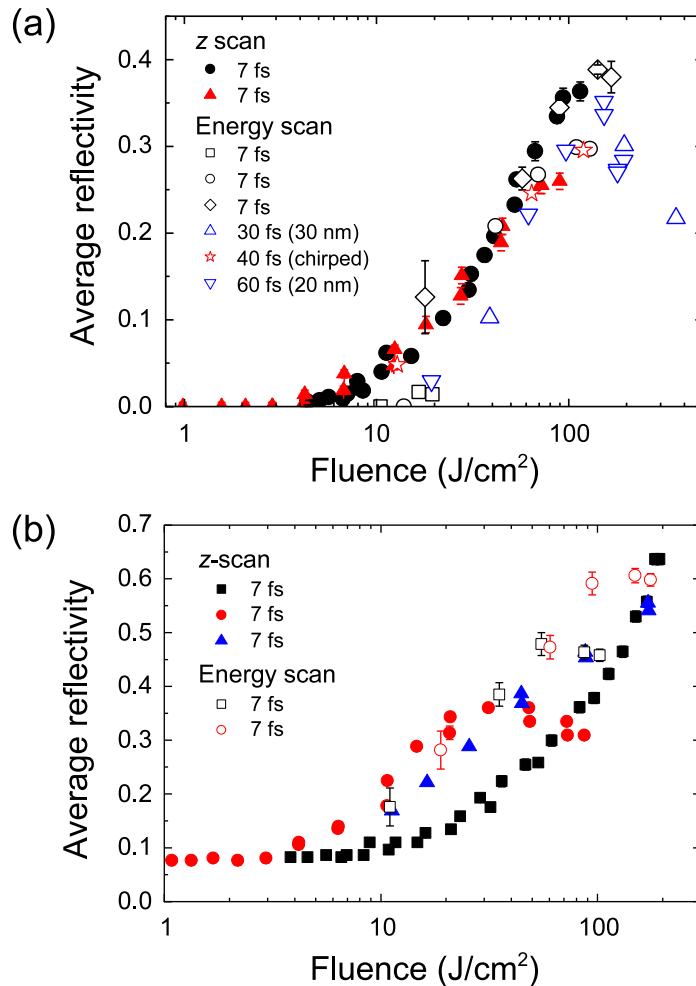 (a)
z scan
7 fs
7 fs
Energy scan
7 fs
7 fs
7 fs
30 fs (30 nm)
40 fs (chirped)
60 fs (20 nm)
0.4
0.3
0.2
0.1
0.0
Average reflectivity
1
10
100
Fluence (J/cm²)
(b)
z-scan
7 fs
7 fs
7 fs
Energy scan
7 fs
7 fs
0.7
0.6
0.5
0.4
0.3
0.2
0.1
0.0
Average reflectivity
1
10
100
Fluence (J/cm²)